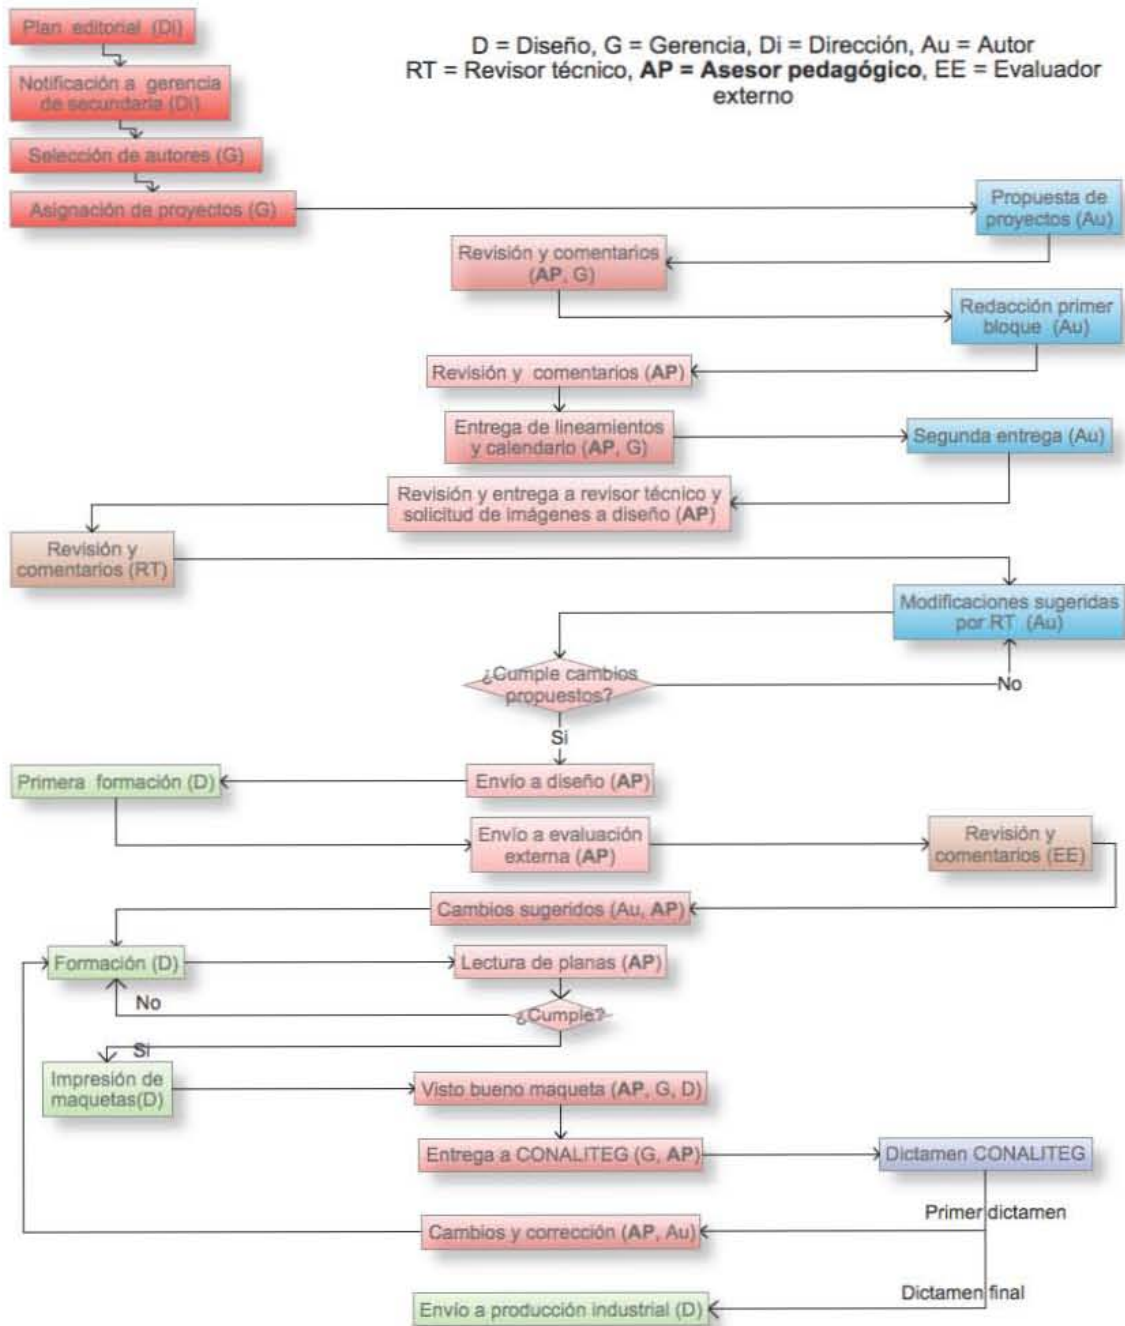 Plan editorial (Di)
D = Diseño, G = Gerencia, Di = Dirección, Au = Autor
RT = Revisor técnico, AP = Asesor pedagógico, EE = Evaluador
externo
Notificación a gerencia
de secundaria (Di)
Selección de autores (G)
Asignación de proyectos (G)
Propuesta de
proyectos (Au)
Revisión y comentarios
(AP, G)
Redacción primer
bloque (Au)
Revisión y comentarios (AP)
Entrega de lineamientos
y calendario (AP, G)
Segunda entrega (Au)
Revisión y entrega a revisor técnico y
solicitud de imágenes a diseño (AP)
Revisión y
comentarios (RT)
Modificaciones sugeridas
por RT (Au)
¿Cumple cambios
propuestos?
No
Si
Primera formación (D)
Envío a diseño (AP)
Envío a evaluación
externa (AP)
Revisión y
comentarios (EE)
Cambios sugeridos (Au, AP)
Formación (D)
Lectura de planas (AP)
No
¿Cumple?
Si
Impresión de
maquetas(D)
Visto bueno maqueta (AP, G, D)
Entrega a CONALITEG (G, AP)
Dictamen CONALITEG
Primer dictamen
Cambios y corrección (AP, Au)
Dictamen final
Envío a producción industrial (D)